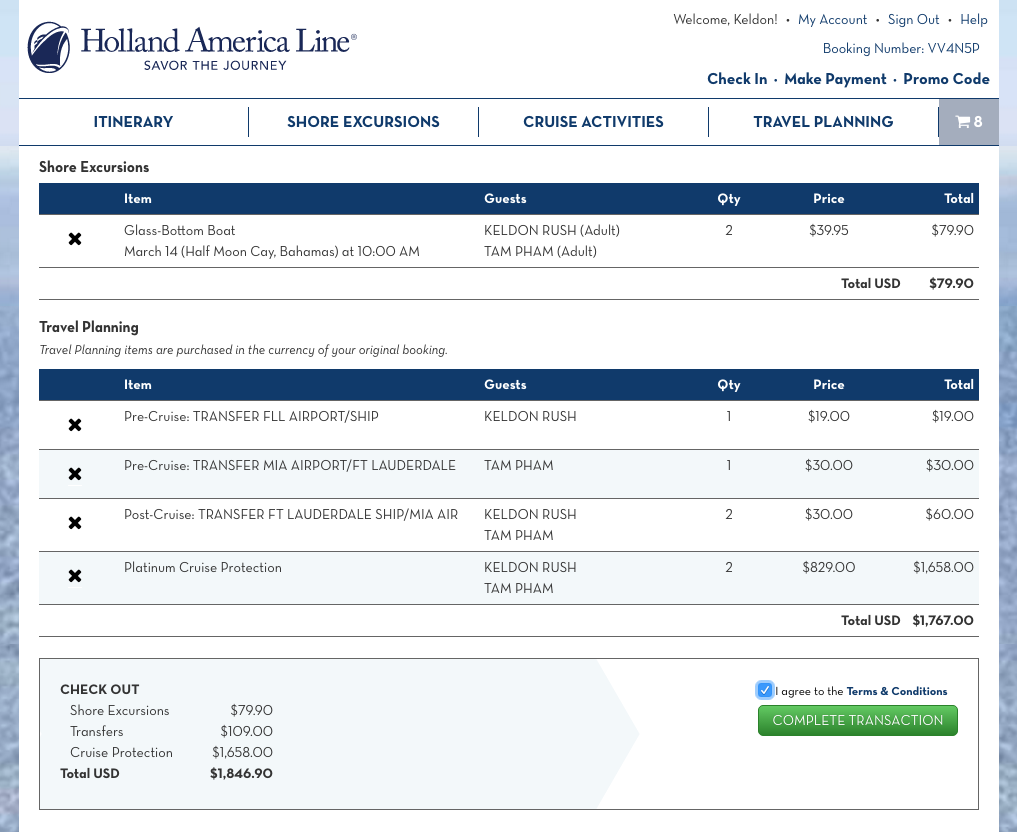 Holland America Line®
SAVOR THE JOURNEY
Welcome, Keldon! • My Account • Sign Out • Help
Booking Number: VV4N5P
Check In · Make Payment · Promo Code
ITINERARY SHORE EXCURSIONS CRUISE ACTIVITIES TRAVEL PLANNING 8
Shore Excursions
Item Guests Qty Price Total
Glass-Bottom Boat KELDON RUSH (Adult) 2 $39.95 $79.90
March 14 (Half Moon Cay, Bahamas) at 10:00 AM TAM PHAM (Adult)
Total USD $79.90
Travel Planning
Travel Planning items are purchased in the currency of your original booking.
Item Guests Qty Price Total
Pre-Cruise: TRANSFER FLL AIRPORT/SHIP KELDON RUSH 1 $19.00 $19.00
Pre-Cruise: TRANSFER MIA AIRPORT/FT LAUDERDALE TAM PHAM 1 $30.00 $30.00
Post-Cruise: TRANSFER FT LAUDERDALE SHIP/MIA AIR KELDON RUSH 2 $30.00 $60.00
TAM PHAM
Platinum Cruise Protection KELDON RUSH 2 $829.00 $1,658.00
TAM PHAM
Total USD $1,767.00
CHECK OUT
Shore Excursions $79.90
Transfers $109.00
Cruise Protection $1,658.00
Total USD $1,846.90
I agree to the Terms & Conditions
COMPLETE TRANSACTION